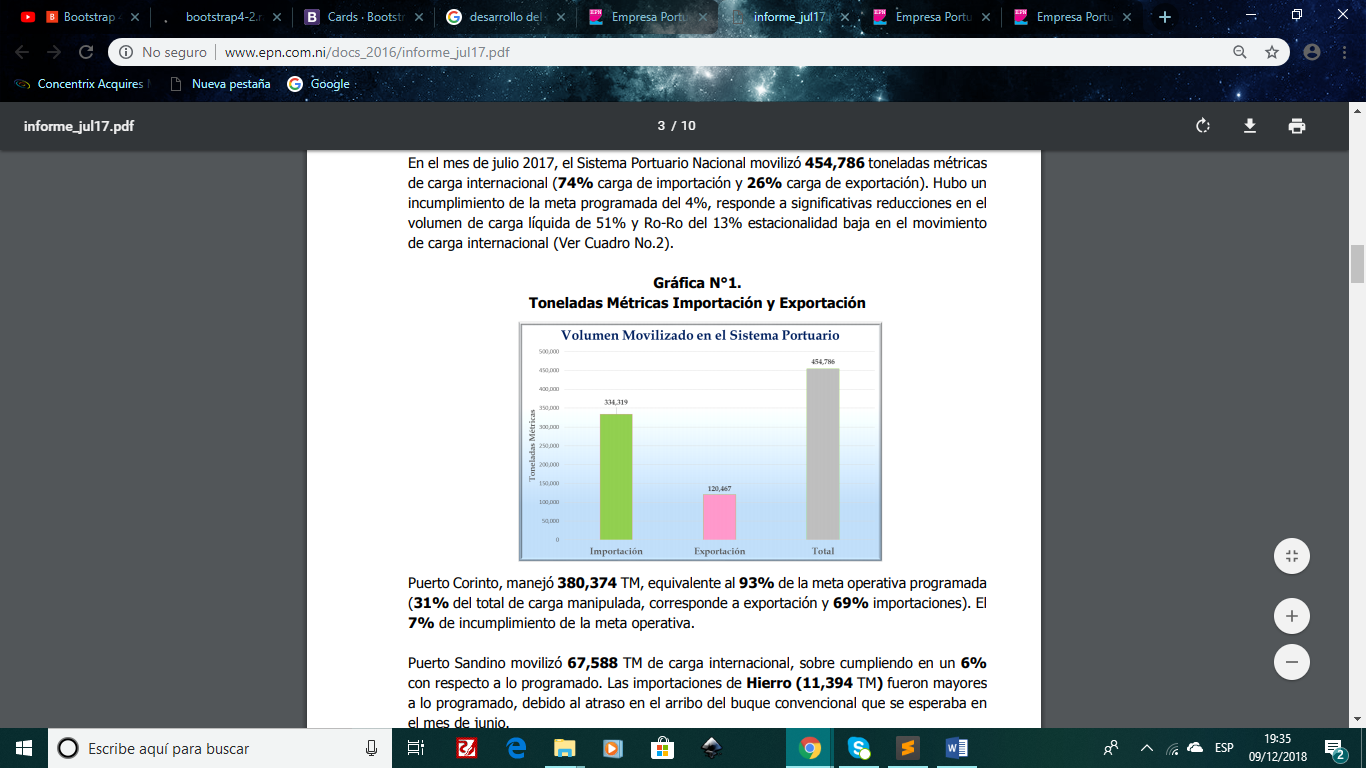 Bootstrap
bootstrap4-2.
Cards · Bootst
desarrollo del
Empresa Portu
informe_jul17.
Empresa Portu
Empresa Portu
No seguro | www.epn.com.ni/docs_2016/informe_jul17.pdf
Concentrix Acquires
Nueva pestaña
Google
informe_jul17.pdf
3 / 10
En el mes de julio 2017, el Sistema Portuario Nacional movilizó 454,786 toneladas métricas
de carga internacional (74% carga de importación y 26% carga de exportación). Hubo un
incumplimiento de la meta programada del 4%, responde a significativas reducciones en el
volumen de carga líquida de 51% y Ro-Ro del 13% estacionalidad baja en el movimiento
de carga internacional (Ver Cuadro No.2).
Gráfica N°1.
Toneladas Métricas Importación y Exportación
Volumen Movilizado en el Sistema Portuario
Toneladas Métricas
500,000
450,000
400,000
350,000
300,000
250,000
200,000
150,000
100,000
50,000
0
334,319
120,467
454,786
Importación
Exportación
Total
Puerto Corinto, manejó 380,374 TM, equivalente al 93% de la meta operativa programada
(31% del total de carga manipulada, corresponde a exportación y 69% importaciones). El
7% de incumplimiento de la meta operativa.
Puerto Sandino movilizó 67,588 TM de carga internacional, sobre cumpliendo en un 6%
con respecto a lo programado. Las importaciones de Hierro (11,394 TM) fueron mayores
a lo programado, debido al atraso en el arribo del buque convencional que se esperaba en
el mes de junio.
Escribe aquí para buscar
ESP
19:35
09/12/2018
2